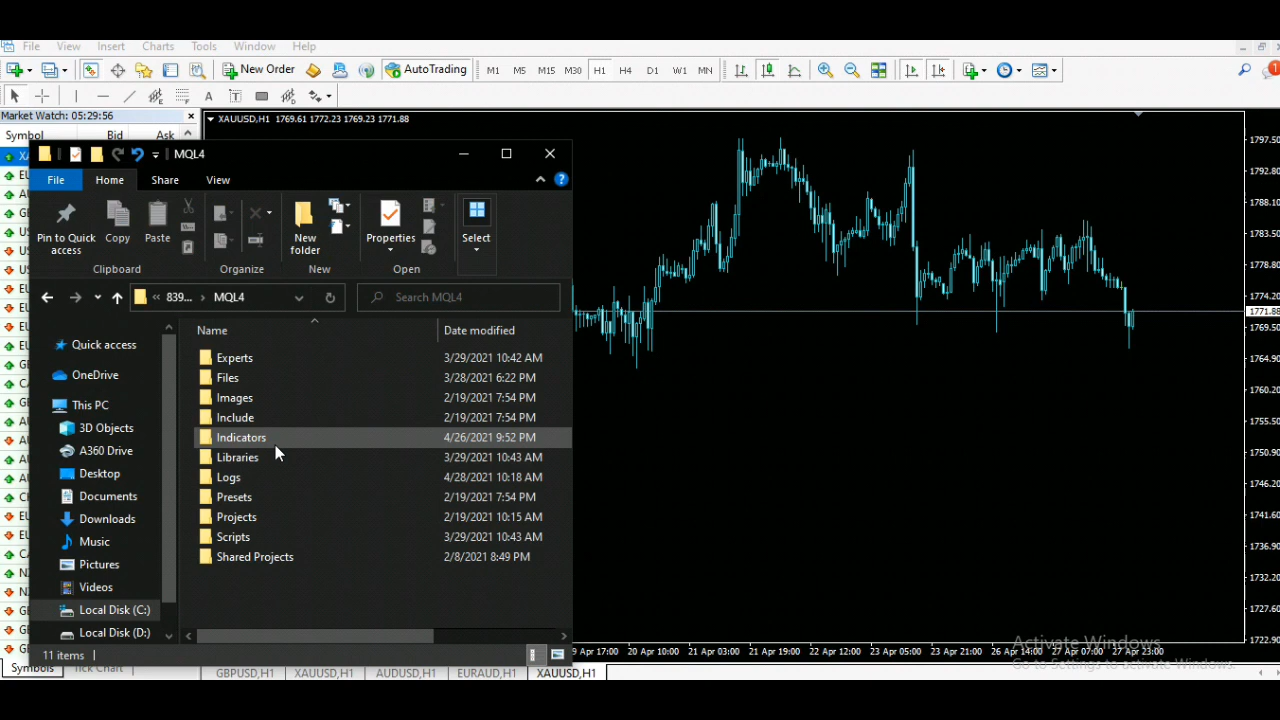 File View Insert Charts Tools Window Help
New Order AutoTrading M1 M5 M15 M30 H1 H4 D1 W1 MN
1
A T
Market Watch: 05:29:56
Symbol Bid Ask
XAUUSD,H1 1769.61 1772.23 1769.23 1771.88
MQL4
File Home Share View
Pin to Quick access Copy Paste New folder Properties Select
Clipboard Organize New Open
839... MQL4 Search MQL4
Name Date modified
Quick access
OneDrive
This PC
3D Objects
A360 Drive
Desktop
Documents
Downloads
Music
Pictures
Videos
Local Disk (C:)
Local Disk (D:)
Experts 3/29/2021 10:42 AM
Files 3/28/2021 6:22 PM
Images 2/19/2021 7:54 PM
Include 2/19/2021 7:54 PM
Indicators 4/26/2021 9:52 PM
Libraries 3/29/2021 10:43 AM
Logs 4/28/2021 10:18 AM
Presets 2/19/2021 7:54 PM
Projects 2/19/2021 10:15 AM
Scripts 3/29/2021 10:43 AM
Shared Projects 2/8/2021 8:49 PM
11 items
1797.50
1792.80
1788.10
1783.50
1778.80
1774.20
1771.88
1769.50
1764.90
1760.20
1755.50
1750.90
1746.20
1741.60
1736.90
1732.20
1727.60
1722.90
Apr 17:00 20 Apr 10:00 21 Apr 03:00 21 Apr 19:00 22 Apr 12:00 23 Apr 05:00 23 Apr 21:00 26 Apr 14:00 27 Apr 07:00 27 Apr 23:00
Activate Windows
Go to Settings to activate Windows.
Symbols Tick Chart
GBPUSD,H1 XAUUSD,H1 AUDUSD,H1 EURAUD,H1 XAUUSD,H1